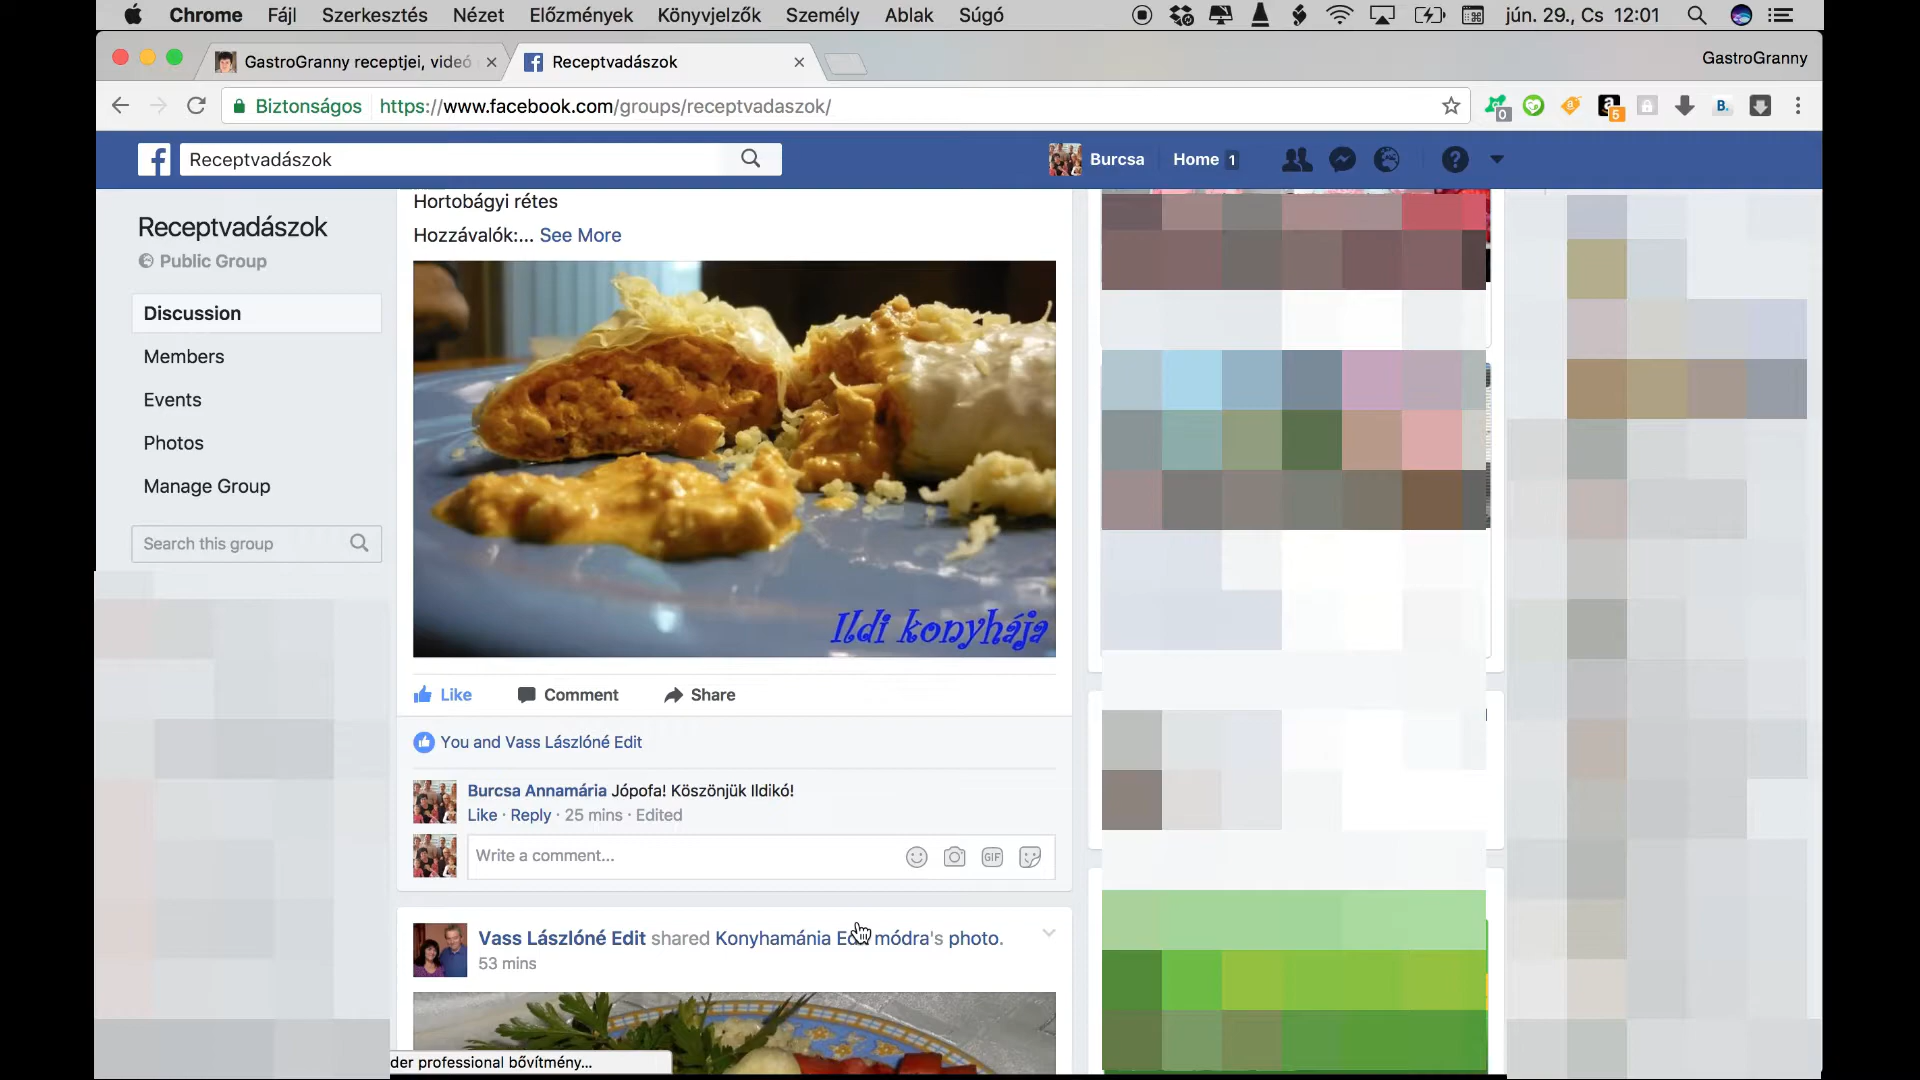 Chrome Fájl Szerkesztés Nézet Előzmények Könyvjelzők Személy Ablak Súgó jún. 29., Cs 12:01
GastroGranny receptjei, videó Receptvadászok GastroGranny
Biztonságos https://www.facebook.com/groups/receptvadaszok/ 0 5 B.
Receptvadászok Burcsa Home 1
Receptvadászok
Public Group
Discussion
Members
Events
Photos
Manage Group
Search this group
Hortobágyi rétes
Hozzávalók:... See More
Ildi konyhája
Like Comment Share
You and Vass Lászlóné Edit
Burcsa Annamária Jópofa! Köszönjük Ildikó!
Like · Reply · 25 mins · Edited
Write a comment... GIF
Vass Lászlóné Edit shared Konyhamánia módra's photo.
53 mins
der professional bővítmény...